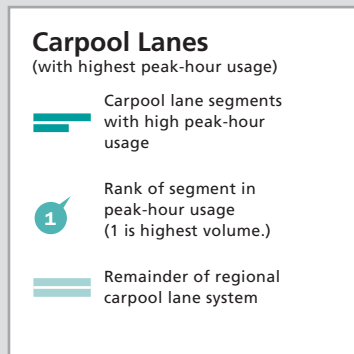 Carpool Lanes
(with highest peak-hour usage)
Carpool lane segments
with high peak-hour
usage
1
Rank of segment in
peak-hour usage
(1 is highest volume.)
Remainder of regional
carpool lane system